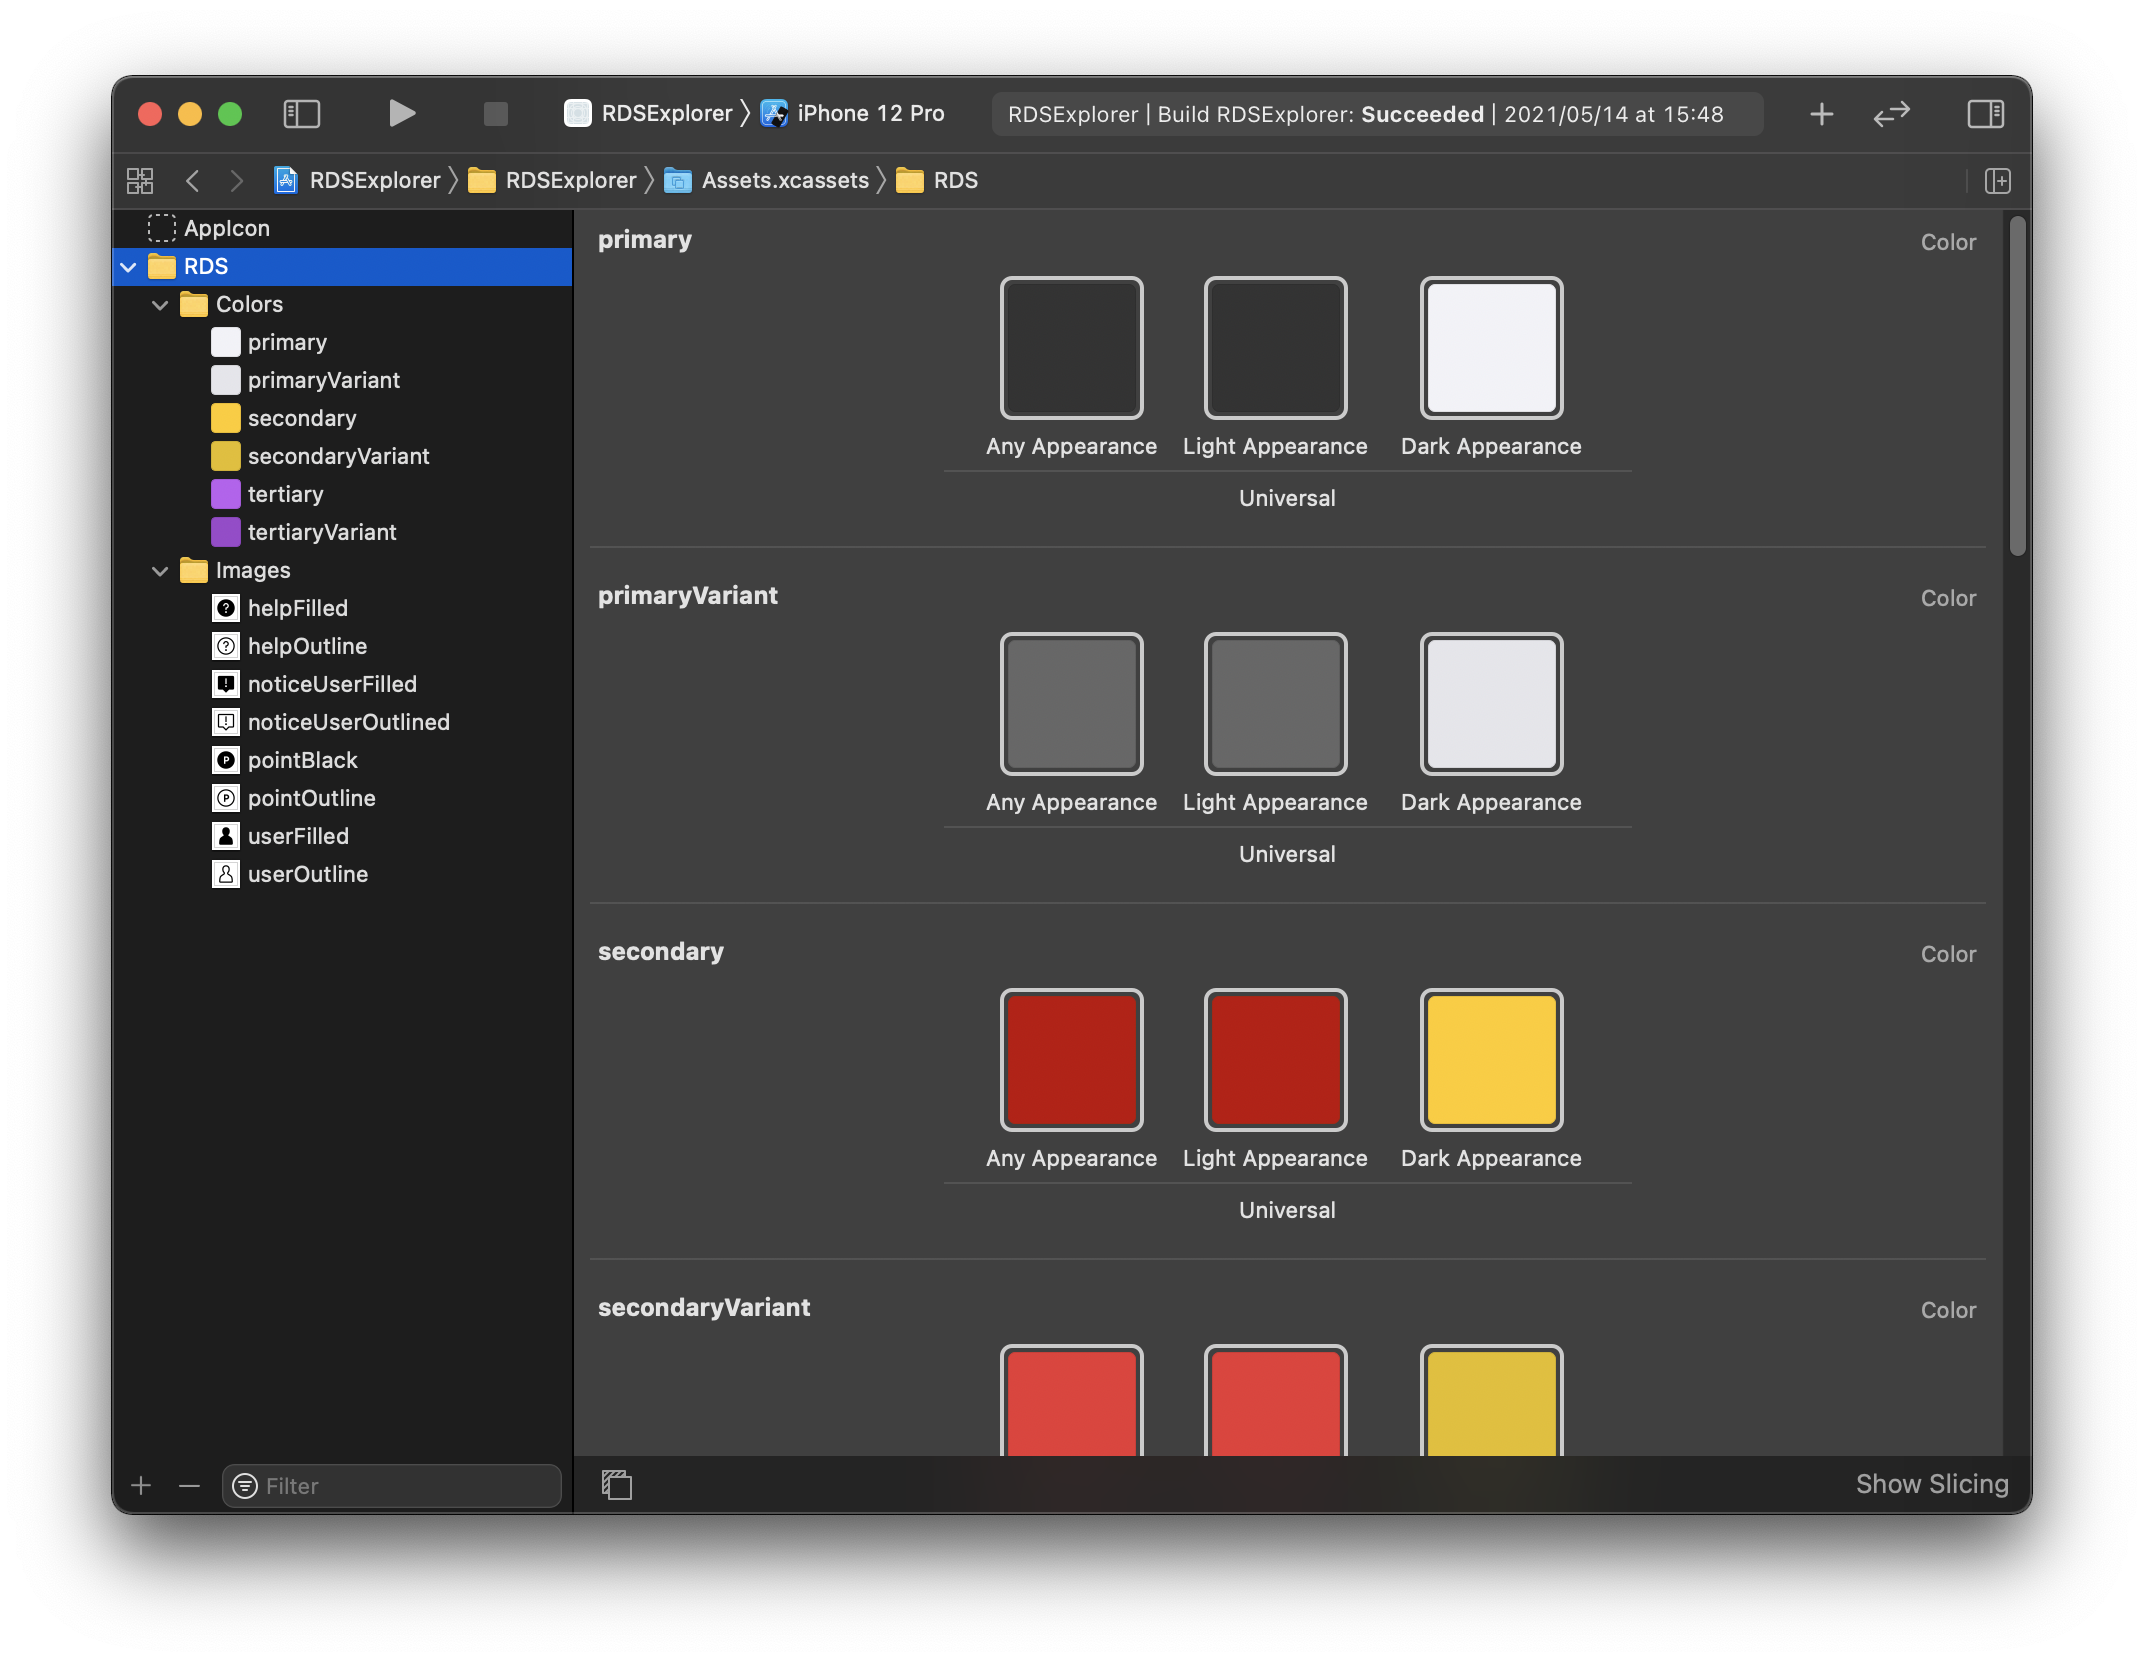 RDSExplorer 〉 iPhone 12 Pro
RDSExplorer | Build RDSExplorer: Succeeded | 2021/05/14 at 15:48
RDSExplorer 〉 RDSExplorer 〉 Assets.xcassets 〉 RDS
AppIcon
RDS
Colors
primary
primaryVariant
secondary
secondaryVariant
tertiary
tertiaryVariant
Images
helpFilled
helpOutline
noticeUserFilled
noticeUserOutlined
pointBlack
pointOutline
userFilled
userOutline
Filter
primary
Color
Any Appearance Light Appearance Dark Appearance
Universal
primaryVariant
Color
Any Appearance Light Appearance Dark Appearance
Universal
secondary
Color
Any Appearance Light Appearance Dark Appearance
Universal
secondaryVariant
Color
Show Slicing